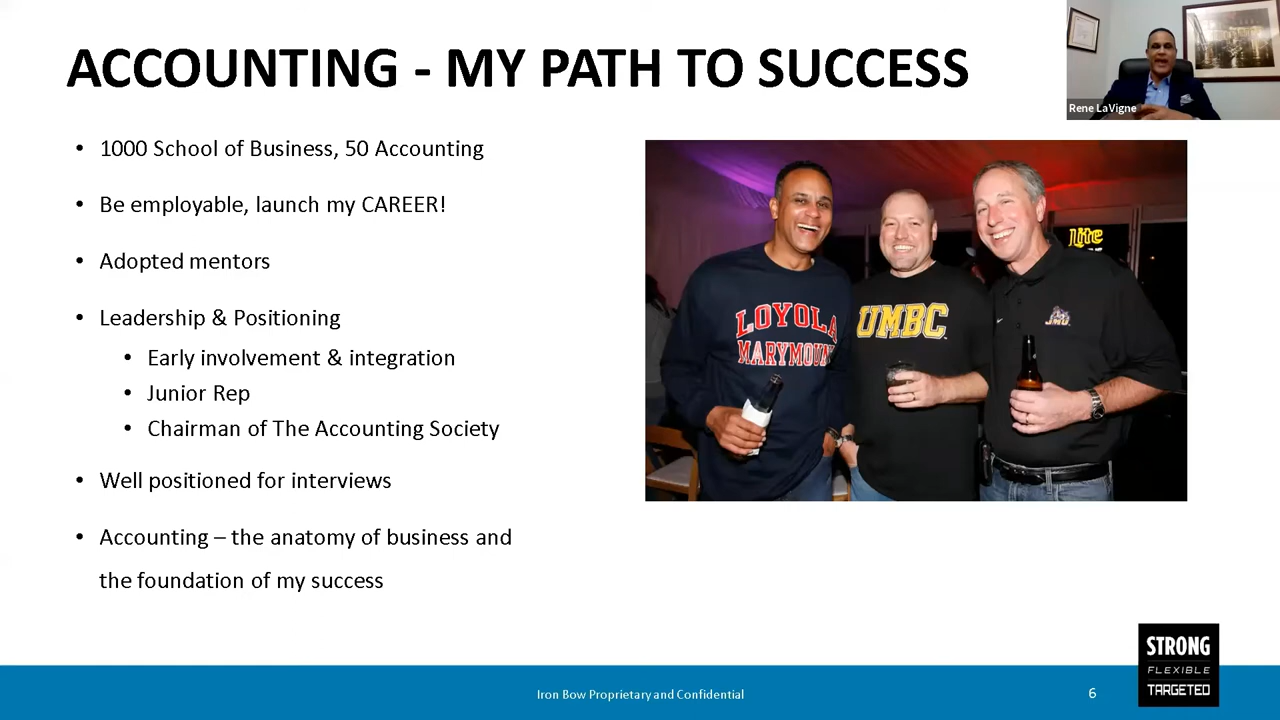 ACCOUNTING - MY PATH TO SUCCESS
Rene LaVigne
• 1000 School of Business, 50 Accounting
• Be employable, launch my CAREER!
• Adopted mentors
• Leadership & Positioning
• Early involvement & integration
• Junior Rep
• Chairman of The Accounting Society
• Well positioned for interviews
• Accounting – the anatomy of business and
the foundation of my success
LOYOLA
MARYMOUNT
UMBC
JMU
Lite
Iron Bow Proprietary and Confidential
6
STRONG
FLEXIBLE
TARGETED